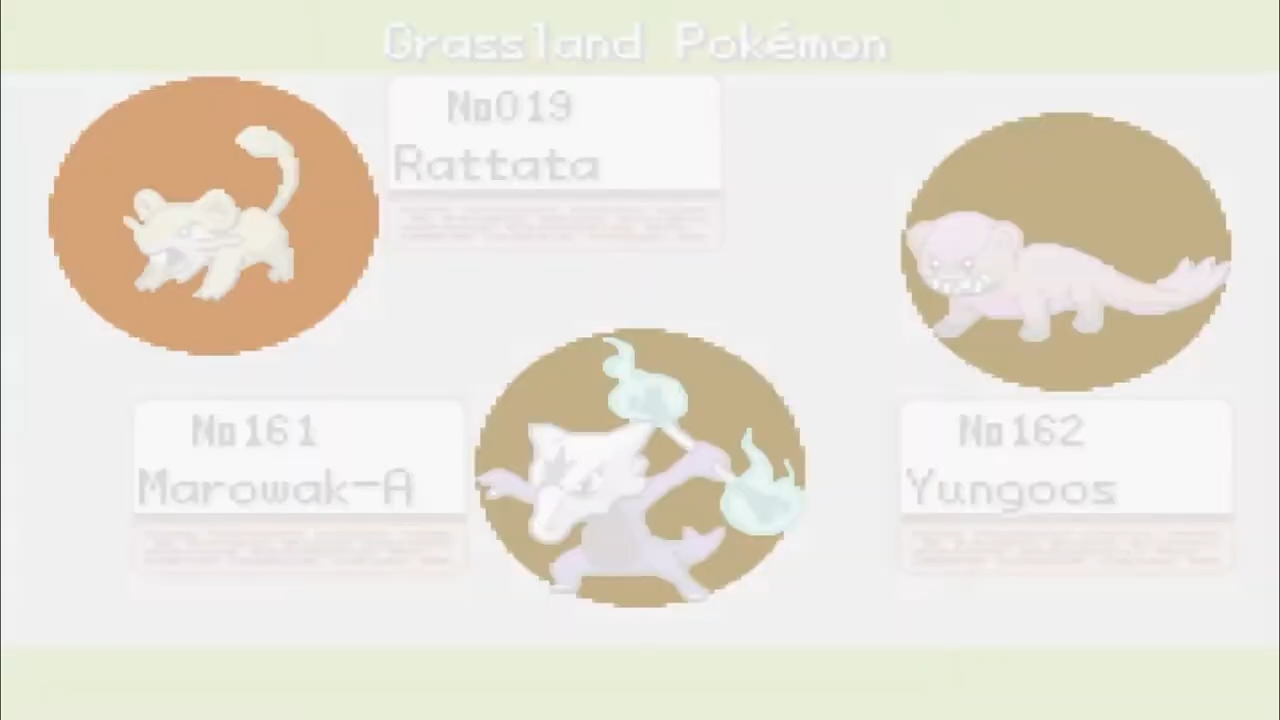 Grassland Pokémon
No019
Rattata
No161
Marowak-A
No162
Yungoos